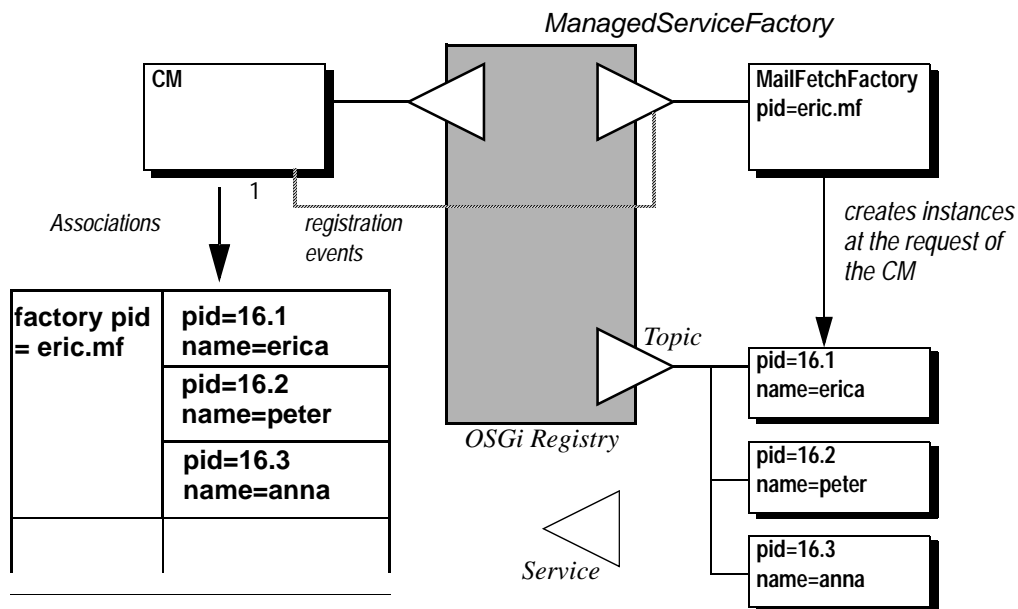 ManagedServiceFactory
CM
MailFetchFactory
pid=eric.mf
1
Associations
registration
events
creates instances
at the request of
the CM
factory pid
= eric.mf
pid=16.1
name=erica
pid=16.2
name=peter
pid=16.3
name=anna
Topic
OSGi Registry
pid=16.1
name=erica
pid=16.2
name=peter
pid=16.3
name=anna
Service